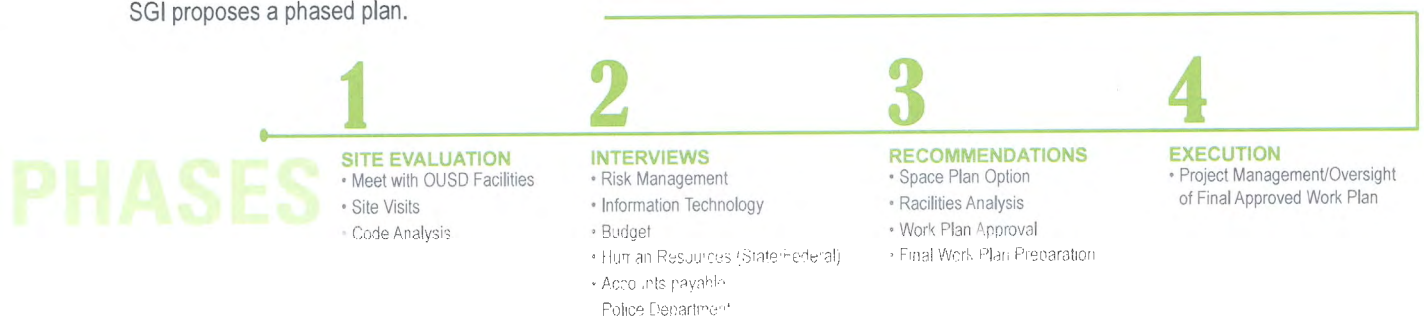 SGI proposes a phased plan.
PHASES
1
SITE EVALUATION
• Meet with OUSD Facilities
• Site Visits
• Code Analysis
2
INTERVIEWS
• Risk Management
• Information Technology
• Budget
• Human Resources (State/Federal)
• Accounts payable
Police Department
3
RECOMMENDATIONS
• Space Plan Option
• Racilities Analysis
• Work Plan Approval
• Final Work Plan Preparation
4
EXECUTION
• Project Management/Oversight
of Final Approved Work Plan